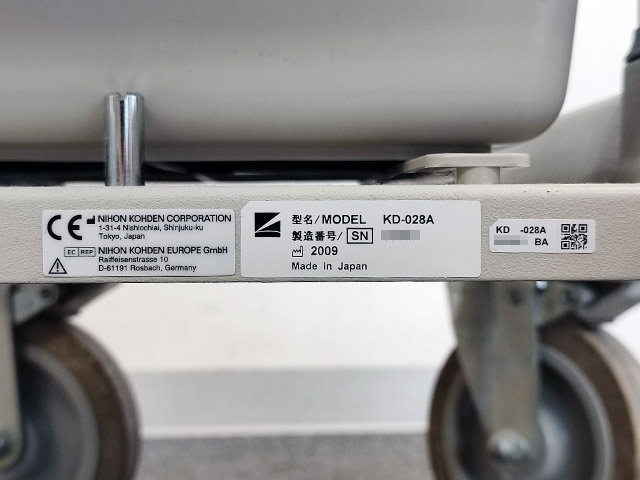 CE NIHON KOHDEN CORPORATION
1-31-4 Nishiochiai, Shinjuku-ku
Tokyo, Japan
EC REP NIHON KOHDEN EUROPE GmbH
Raiffeisenstrasse 10
D-61191 Rosbach, Germany
型名/MODEL KD-028A
製造番号/ SN
2009
Made in Japan
KD -028A
BA